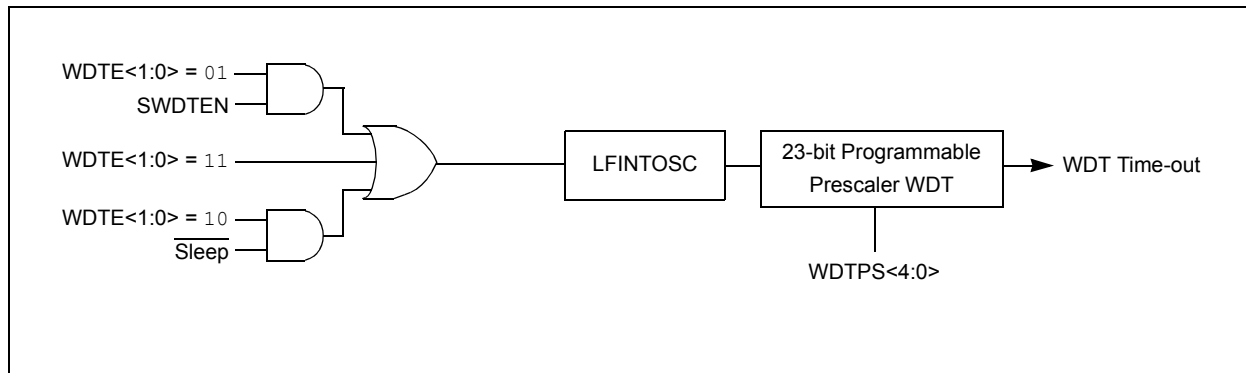 WDTE<1:0> = 01
SWDTEN
WDTE<1:0> = 11
WDTE<1:0> = 10
Sleep
LFINTOSC
23-bit Programmable
Prescaler WDT
WDT Time-out
WDTPS<4:0>